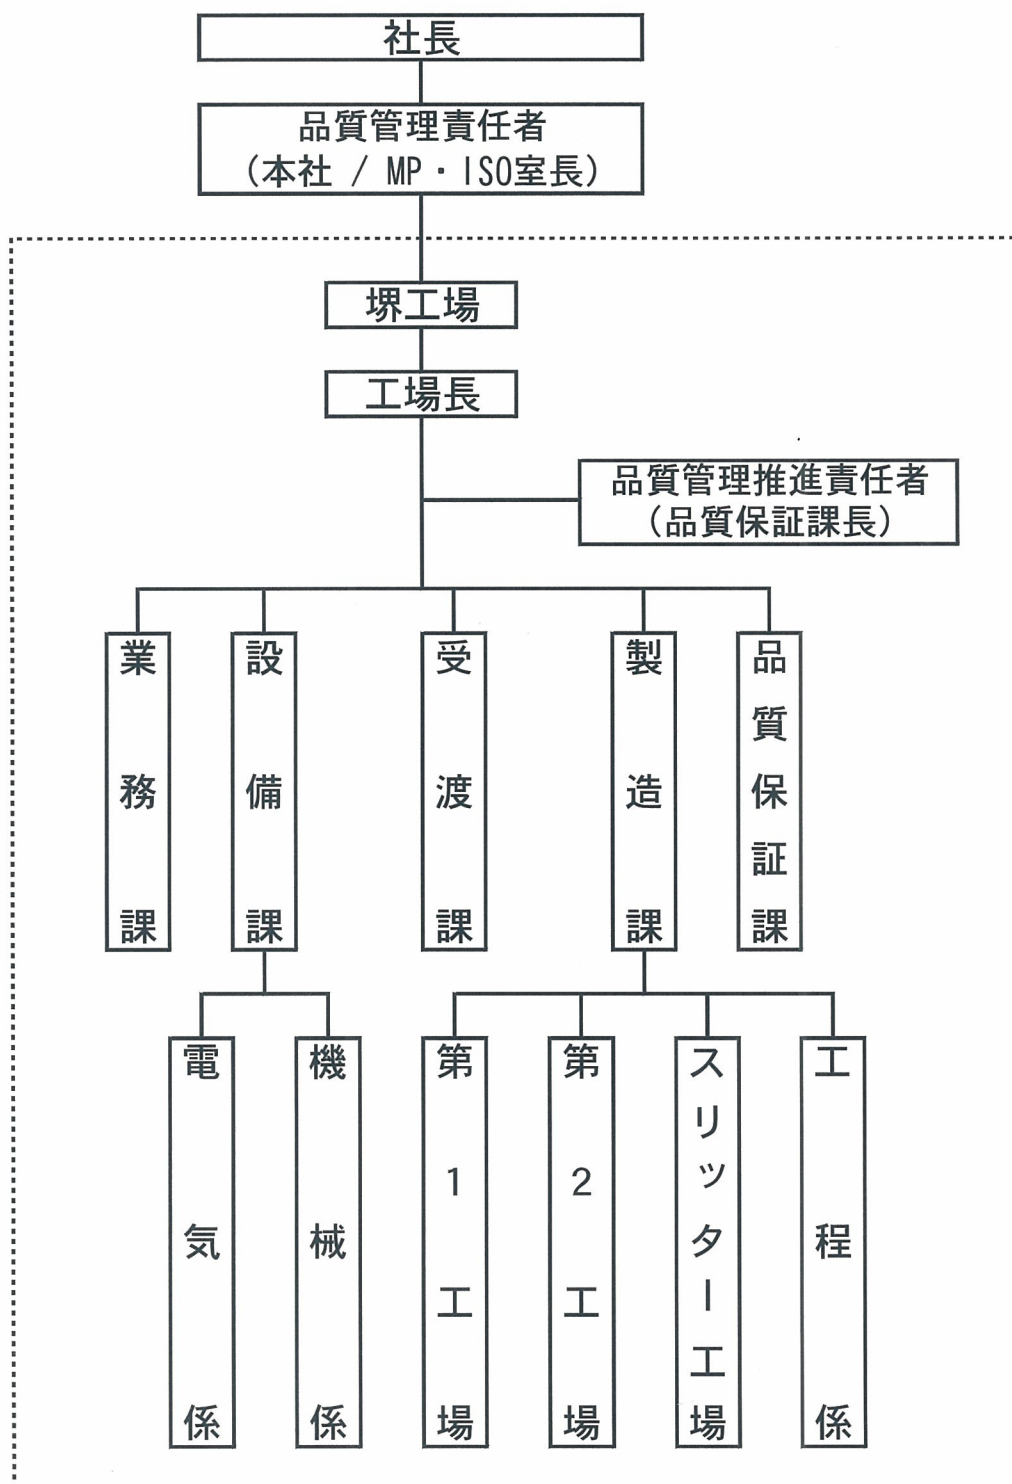 社長
品質管理責任者
(本社 / MP・ISO室長)
堺工場
工場長
品質管理推進責任者
(品質保証課長)
業務課
設備課
受渡課
製造課
品質保証課
電気係
機械係
第1工場
第2工場
スリッター工場
工程係